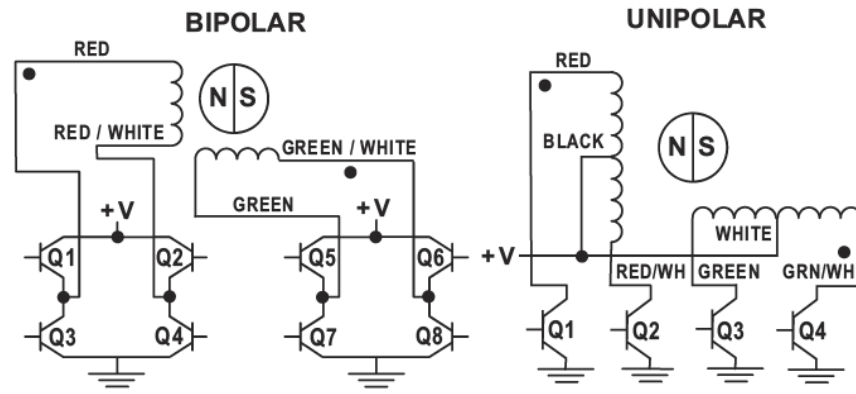 BIPOLAR
UNIPOLAR
RED
N S
RED / WHITE
GREEN / WHITE
GREEN
+V
+V
Q1
Q2
Q5
Q6
Q3
Q4
Q7
Q8
RED
BLACK
N S
WHITE
+V
RED/WH
GREEN
GRN/WH
Q1
Q2
Q3
Q4